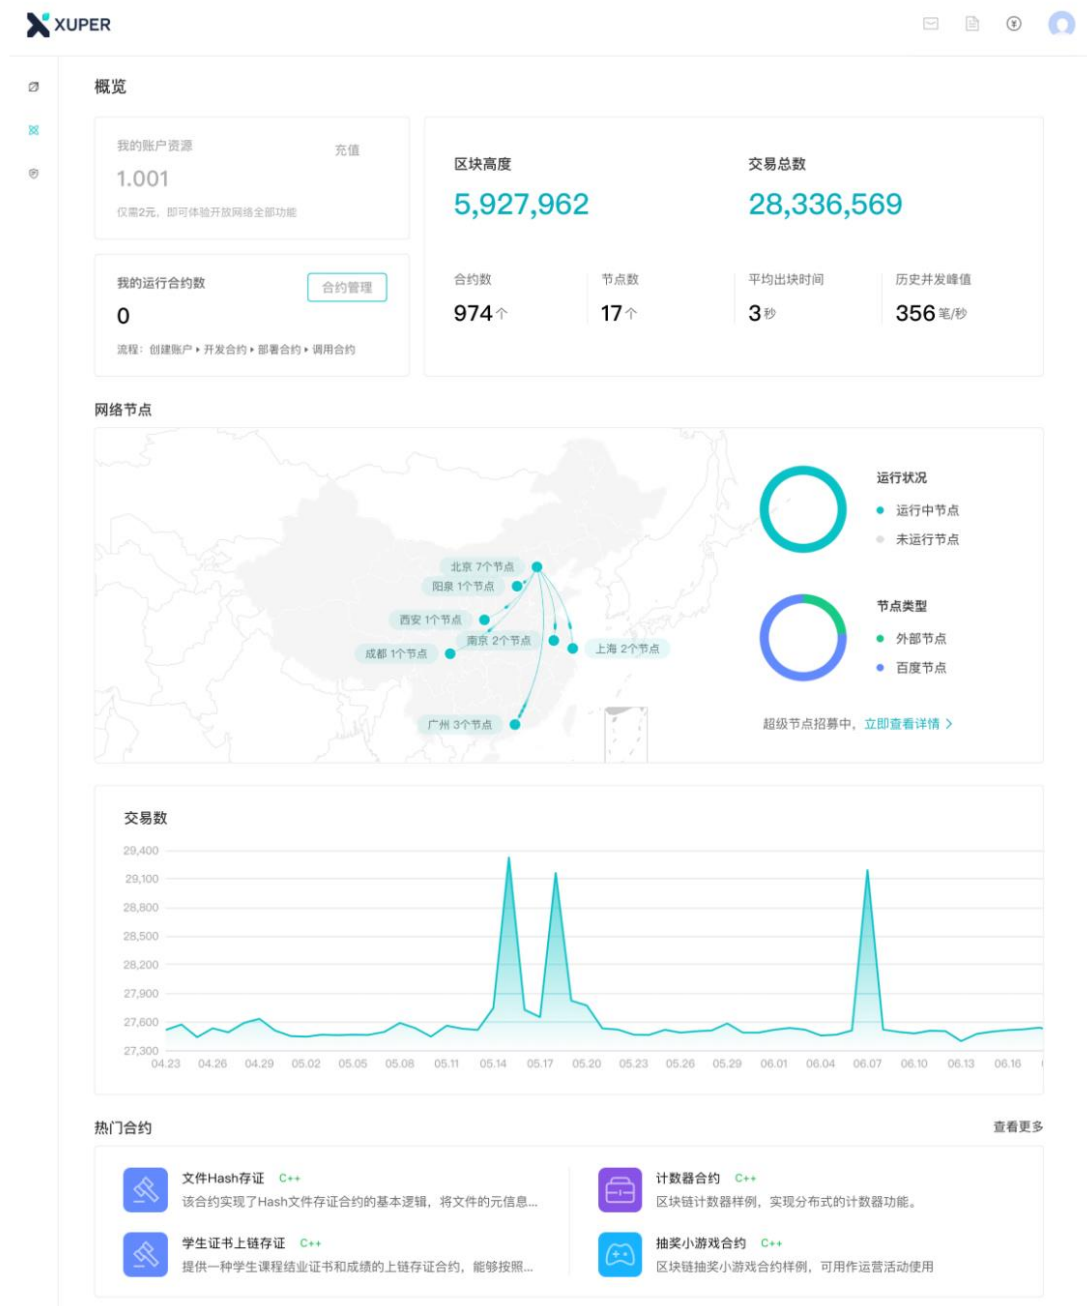 XUPER
概览
我的账户资源
充值
1.001
仅需2元，即可体验开放网络全部功能
我的运行合约数
合约管理
0
流程：创建账户 ▸ 开发合约 ▸ 部署合约 ▸ 调用合约
区块高度
5,927,962
交易总数
28,336,569
合约数
974个
节点数
17个
平均出块时间
3秒
历史并发峰值
356笔/秒
网络节点
北京 7个节点
阳泉 1个节点
西安 1个节点
南京 2个节点
上海 2个节点
成都 1个节点
广州 3个节点
运行状况
运行中节点
未运行节点
节点类型
外部节点
百度节点
超级节点招募中，立即查看详情 >
交易数
29,400
29,100
28,800
28,500
28,200
27,900
27,600
27,300
04.23 04.26 04.29 05.02 05.05 05.08 05.11 05.14 05.17 05.20 05.23 05.26 05.29 06.01 06.04 06.07 06.10 06.13 06.16
热门合约
查看更多
文件Hash存证 C++
该合约实现了Hash文件存证合约的基本逻辑，将文件的元信息...
计数器合约 C++
区块链计数器样例，实现分布式的计数器功能。
学生证书上链存证 C++
提供一种学生课程结业证书和成绩的上链存证合约，能够按照...
抽奖小游戏合约 C++
区块链抽奖小游戏合约样例，可用作运营活动使用